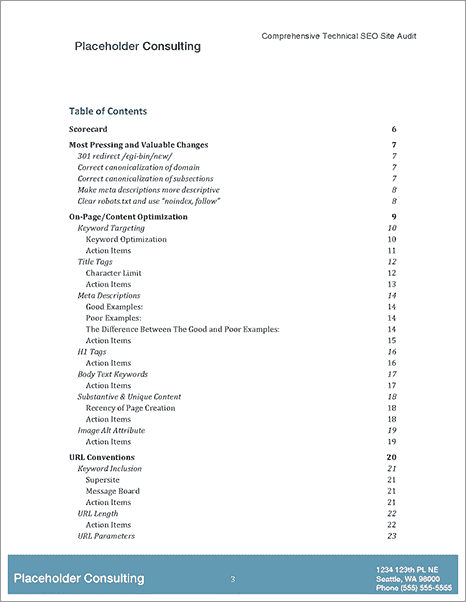 Comprehensive Technical SEO Site Audit
Placeholder Consulting
Table of Contents
Scorecard 6
Most Pressing and Valuable Changes 7
301 redirect /cgi-bin/new/ 7
Correct canonicalization of domain 7
Correct canonicalization of subsections 7
Make meta descriptions more descriptive 8
Clear robots.txt and use "noindex, follow" 8
On-Page/Content Optimization 9
Keyword Targeting 10
Keyword Optimization 10
Action Items 11
Title Tags 12
Character Limit 12
Action Items 13
Meta Descriptions 14
Good Examples: 14
Poor Examples: 14
The Difference Between The Good and Poor Examples: 14
Action Items 15
H1 Tags 16
Action Items 16
Body Text Keywords 17
Action Items 17
Substantive & Unique Content 18
Recency of Page Creation 18
Action Items 18
Image Alt Attribute 19
Action Items 19
URL Conventions 20
Keyword Inclusion 21
Supersite 21
Message Board 21
Action Items 21
URL Length 22
Action Items 22
URL Parameters 23
Placeholder Consulting
3
1234 123th PL NE
Seattle, WA 98000
Phone (555) 555-5555